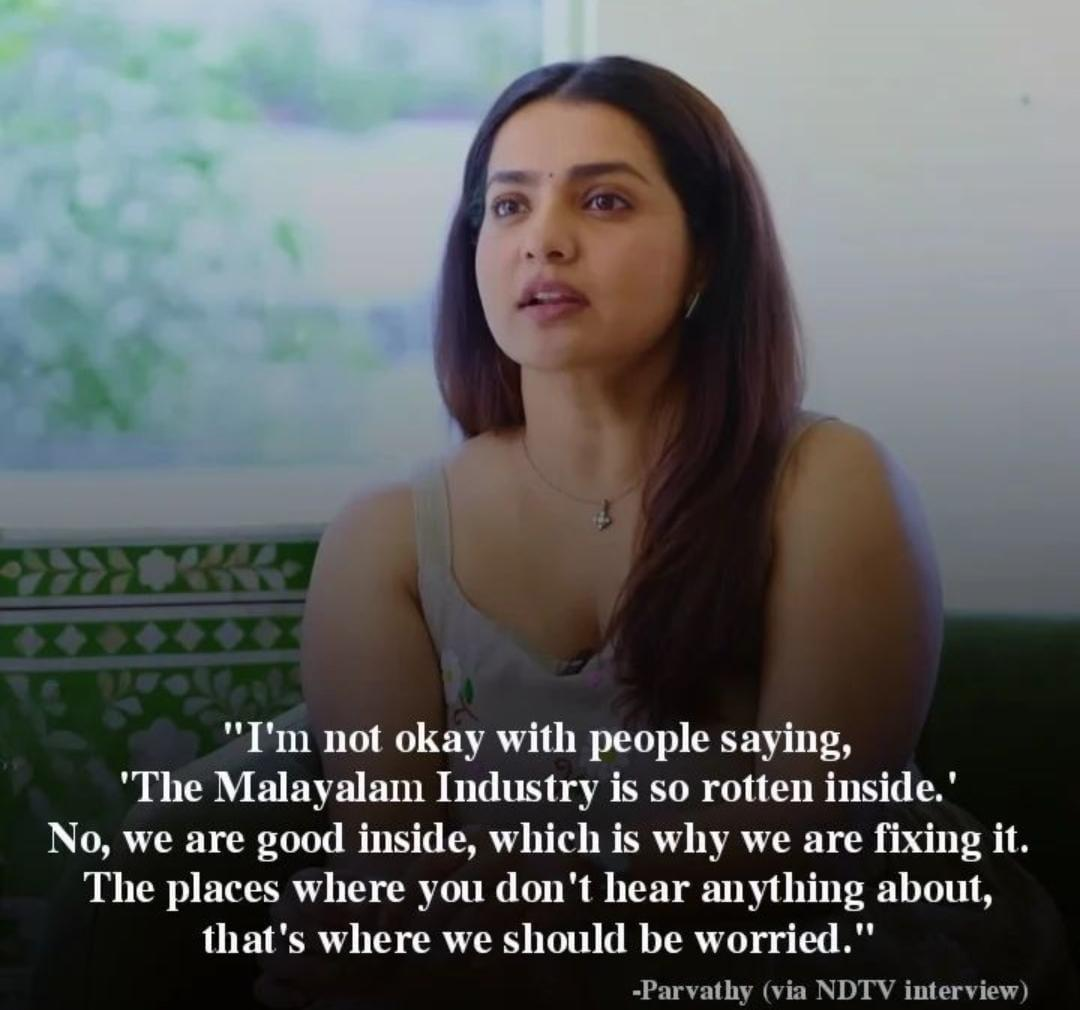 "I'm not okay with people saying,
'The Malayalam Industry is so rotten inside.'
No, we are good inside, which is why we are fixing it.
The places where you don't hear anything about,
that's where we should be worried."
-Parvathy (via NDTV interview)